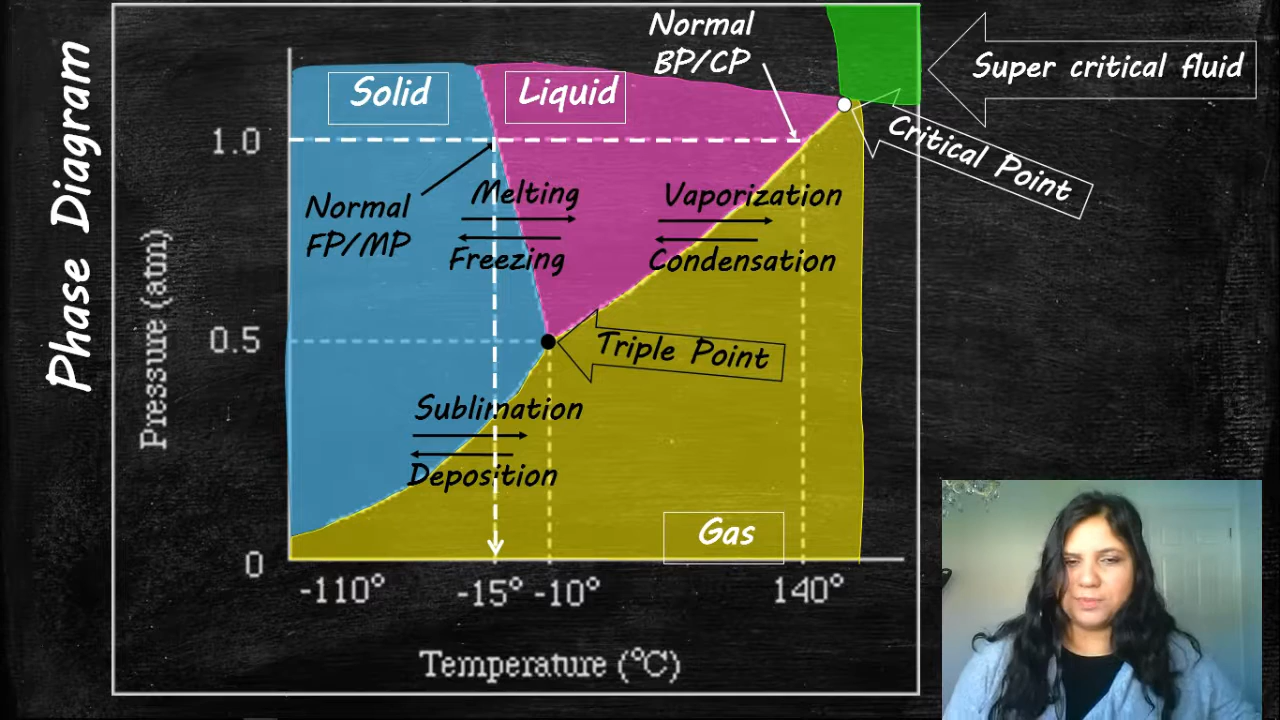 Phase Diagram
Normal
BP/CP
Super critical fluid
Solid
Liquid
Critical Point
1.0
Normal
FP/MP
Melting
Freezing
Vaporization
Condensation
Pressure (atm)
0.5
Triple Point
Sublimation
Deposition
Gas
0
-110° -15° -10° 140°
Temperature (°C)